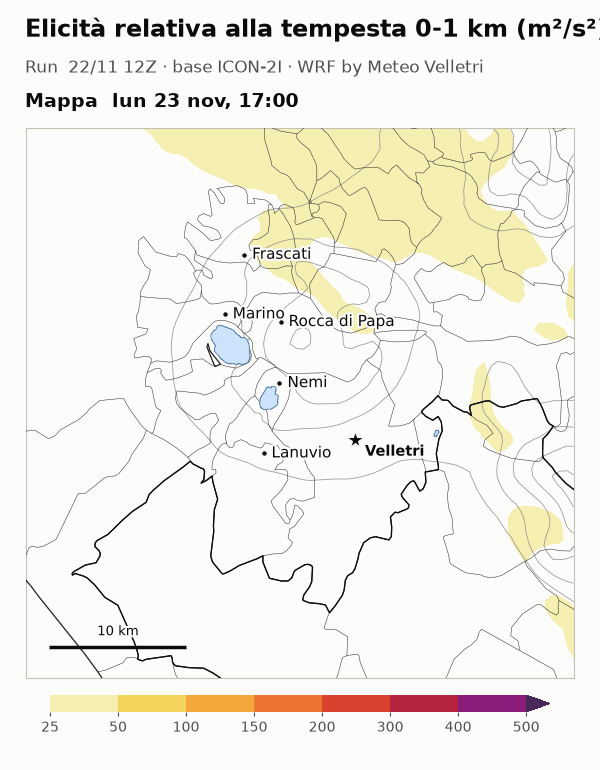 Elicità relativa alla tempesta 0-1 km (m²/s²)
Run 22/11 12Z · base ICON-2I · WRF by Meteo Velletri
Mappa lun 23 nov, 17:00
Frascati
Marino
Rocca di Papa
Nemi
Lanuvio
Velletri
10 km
25 50 100 150 200 300 400 500